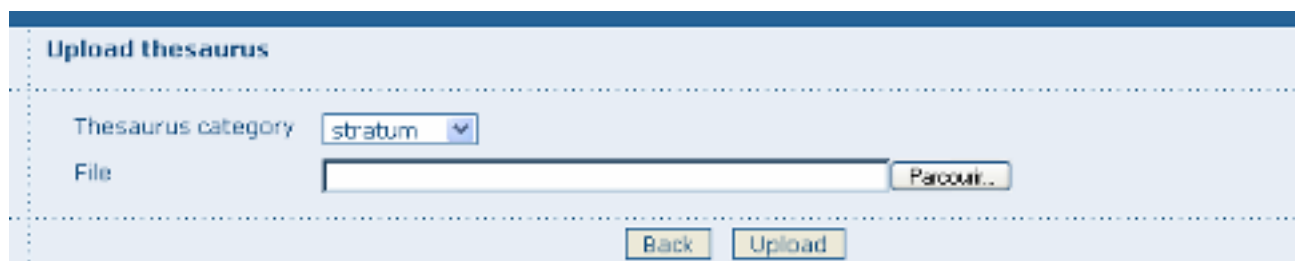 Upload thesaurus
Thesaurus category stratum
File Parcourir...
Back Upload